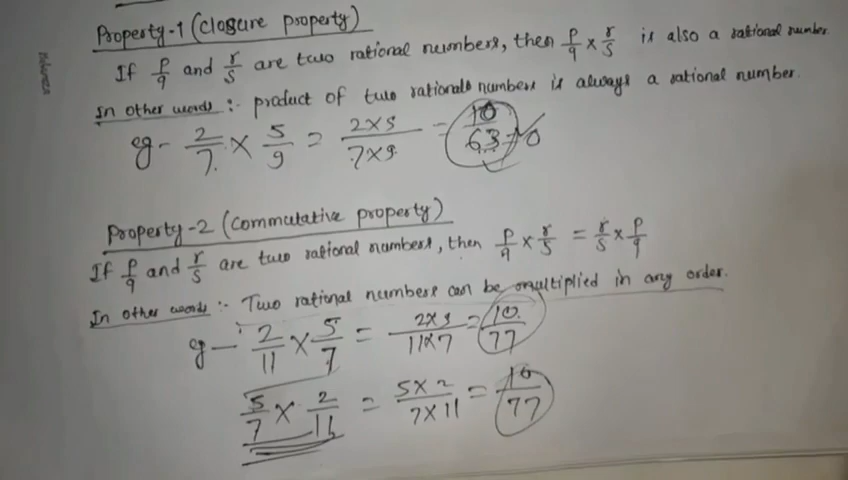 Property-1 (closure property)
If p/q and r/s are two rational numbers, then p/q × r/s is also a rational number.
In other words :- product of two rationals numbers is always a rational number.
eg - 2/7 × 5/9 = 2×5/7×9 = 10/63 ≠0
Property-2 (commutative property)
If p/q and r/s are two rational numbers, then p/q × r/s = r/s × p/q
In other words :- Two rational numbers can be multiplied in any order.
eg - 2/11 × 5/7 = 2×5/11×7 = 10/77
5/7 × 2/11 = 5×2/7×11 = 10/77